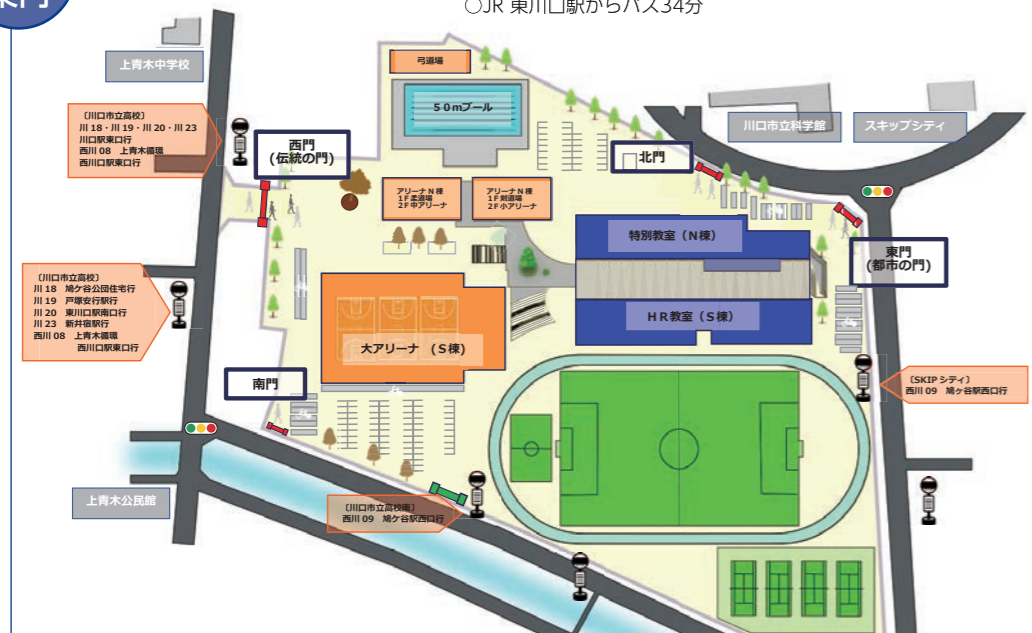 東門
○JR 東川口駅からバス34分
上青木中学校
弓道場
50mプール
〔川口市立高校〕
川 18・川 19・川 20・川 23
川口駅東口行
西川 08 上青木循環
西川口駅東口行
西門
(伝統の門)
北門
川口市立科学館
スキップシティ
アリーナ N 棟
1F 柔道場
2F 中アリーナ
アリーナ N 棟
1F 剣道場
2F 小アリーナ
特別教室（N棟）
東門
(都市の門)
〔川口市立高校〕
川 18 鳩ケ谷公団住宅行
川 19 戸塚安行駅行
川 20 東川口駅南口行
川 23 新井宿駅行
西川 08 上青木循環
西川口駅東口行
HR教室（S棟）
大アリーナ (S棟)
南門
〔SKIP シティ〕
西川 09 鳩ヶ谷駅西口行
上青木公民館
〔川口市立高校南〕
西川 09 鳩ケ谷駅西口行